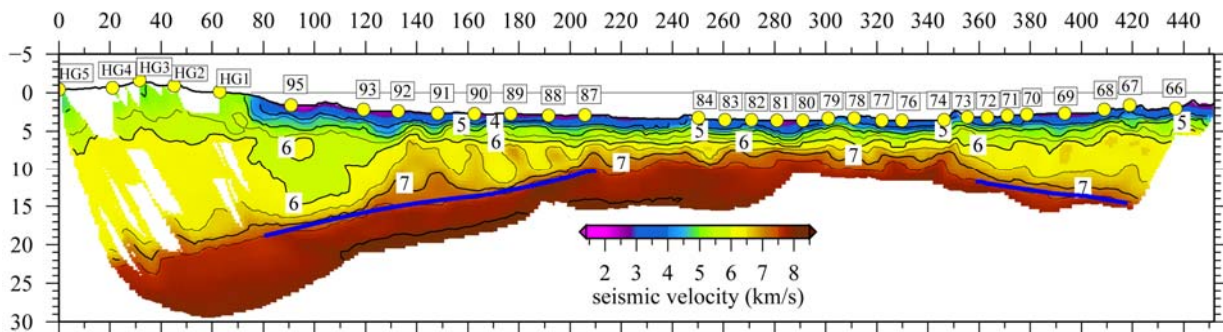 0 20 40 60 80 100 120 140 160 180 200 220 240 260 280 300 320 340 360 380 400 420 440
−5
HG5 HG4 HG3 HG2 HG1 95 93 92 91 90 89 88 87 84 83 82 81 80 79 78 77 76 74 73 72 71 70 69 68 67 66
0
5 4 5 5 5
5
6 6 6 6
10
7 7 7 7
6
15
20
2 3 4 5 6 7 8
25
seismic velocity (km/s)
30